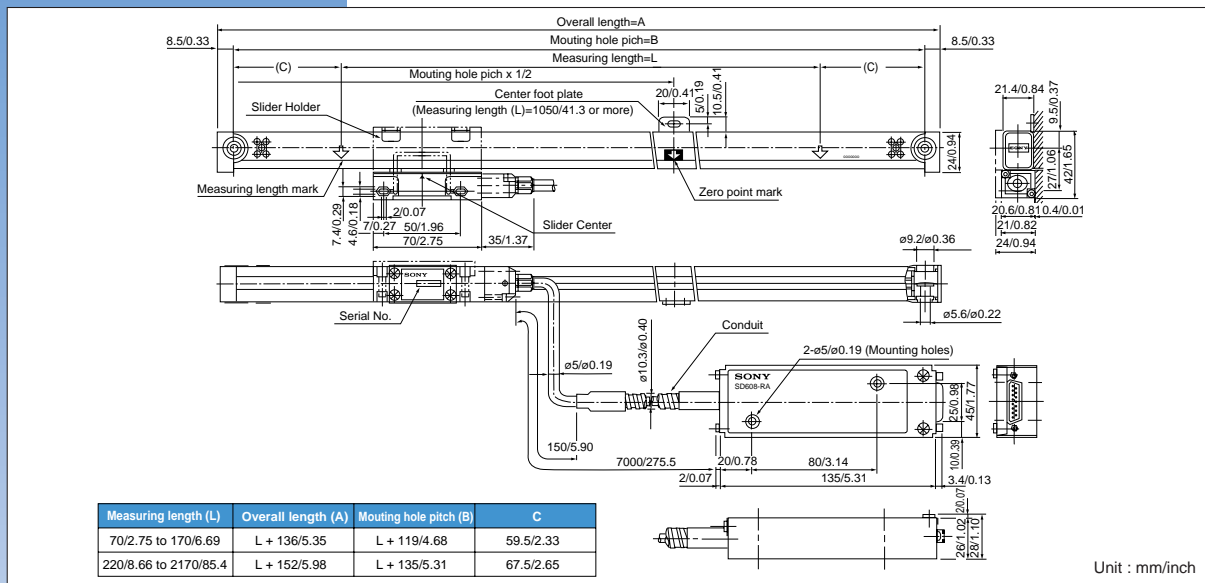 Overall length=A
8.5/0.33
Mouting hole pich=B
8.5/0.33
(C)
Measuring length=L
(C)
Mouting hole pich x 1/2
Center foot plate
(Measuring length (L)=1050/41.3 or more)
20/0.41
5/0.19
10.5/0.41
Slider Holder
21.4/0.84
9.5/0.37
SONY
24/0.94
27/1.06
42/1.65
Measuring length mark
Zero point mark
Slider Center
7.4/0.29
4.6/0.18
2/0.07
7/0.27
50/1.96
70/2.75
35/1.37
20.6/0.81
0.4/0.01
21/0.82
24/0.94
ø9.2/ø0.36
SONY
Serial No.
ø5.6/ø0.22
Conduit
ø10.3/ø0.40
2-ø5/ø0.19 (Mounting holes)
ø5/ø0.19
SONY
SD608-RA
25/0.98
45/1.77
10/0.39
150/5.90
7000/275.5
20/0.78
80/3.14
2/0.07
135/5.31
3.4/0.13
2/0.07
26/1.02
28/1.10
Measuring length (L) Overall length (A) Mouting hole pitch (B) C
70/2.75 to 170/6.69 L + 136/5.35 L + 119/4.68 59.5/2.33
220/8.66 to 2170/85.4 L + 152/5.98 L + 135/5.31 67.5/2.65
Unit : mm/inch